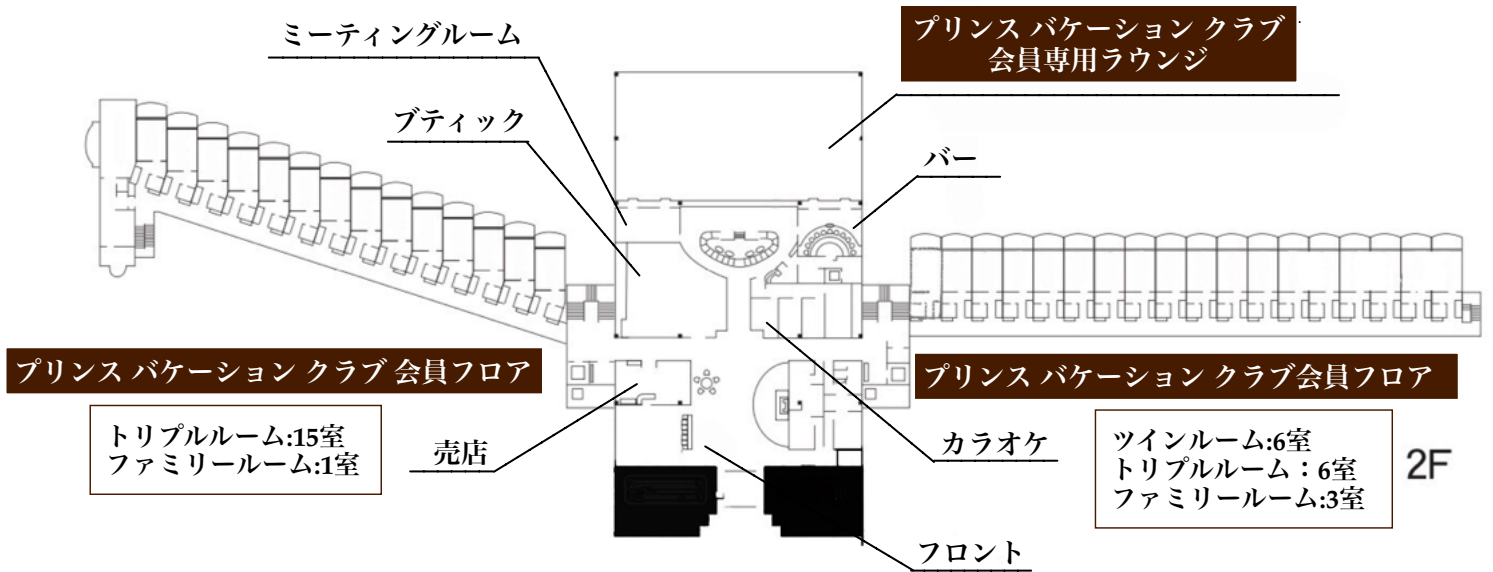 ミーティングルーム
プリンス バケーション クラブ
会員専用ラウンジ
ブティック
バー
プリンス バケーション クラブ 会員フロア
プリンス バケーション クラブ会員フロア
トリプルルーム:15室
ファミリールーム:1室
売店
カラオケ
ツインルーム:6室
トリプルルーム：6室
ファミリールーム:3室
2F
フロント